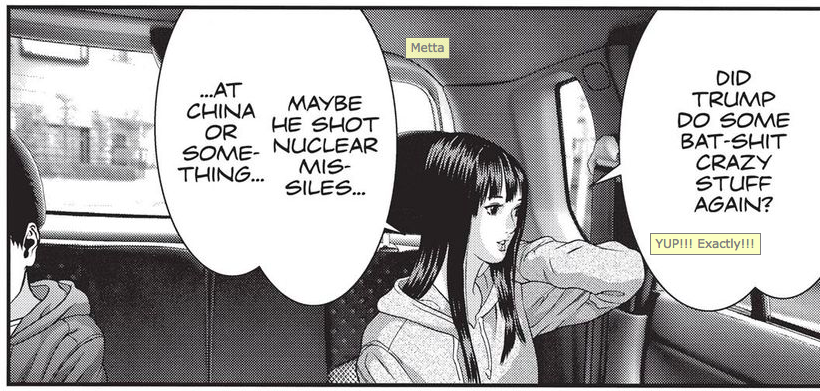 DID
TRUMP
DO SOME
BAT-SHIT
CRAZY
STUFF
AGAIN?
YUP!!! Exactly!!!
Metta
MAYBE
HE SHOT
NUCLEAR
MIS-
SILES...
...AT
CHINA
OR
SOME-
THING...